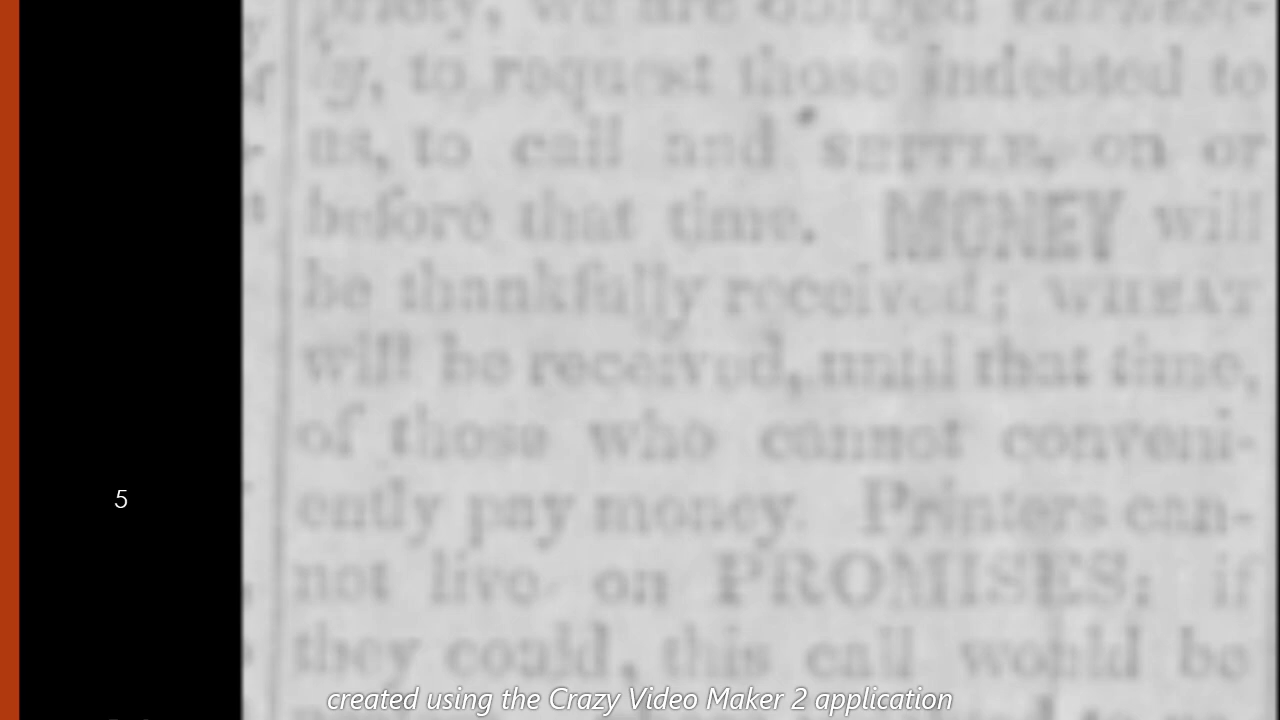 we are obliged
ly, to request those indebted to
us, to call and SETTLE, on or
before that time. MONEY will
be thankfully received; WHEAT
will be received, until that time,
of those who cannot conveni-
ently pay money. Printers can-
5
not live on PROMISES: if
they could, this call would be
created using the Crazy Video Maker 2 application